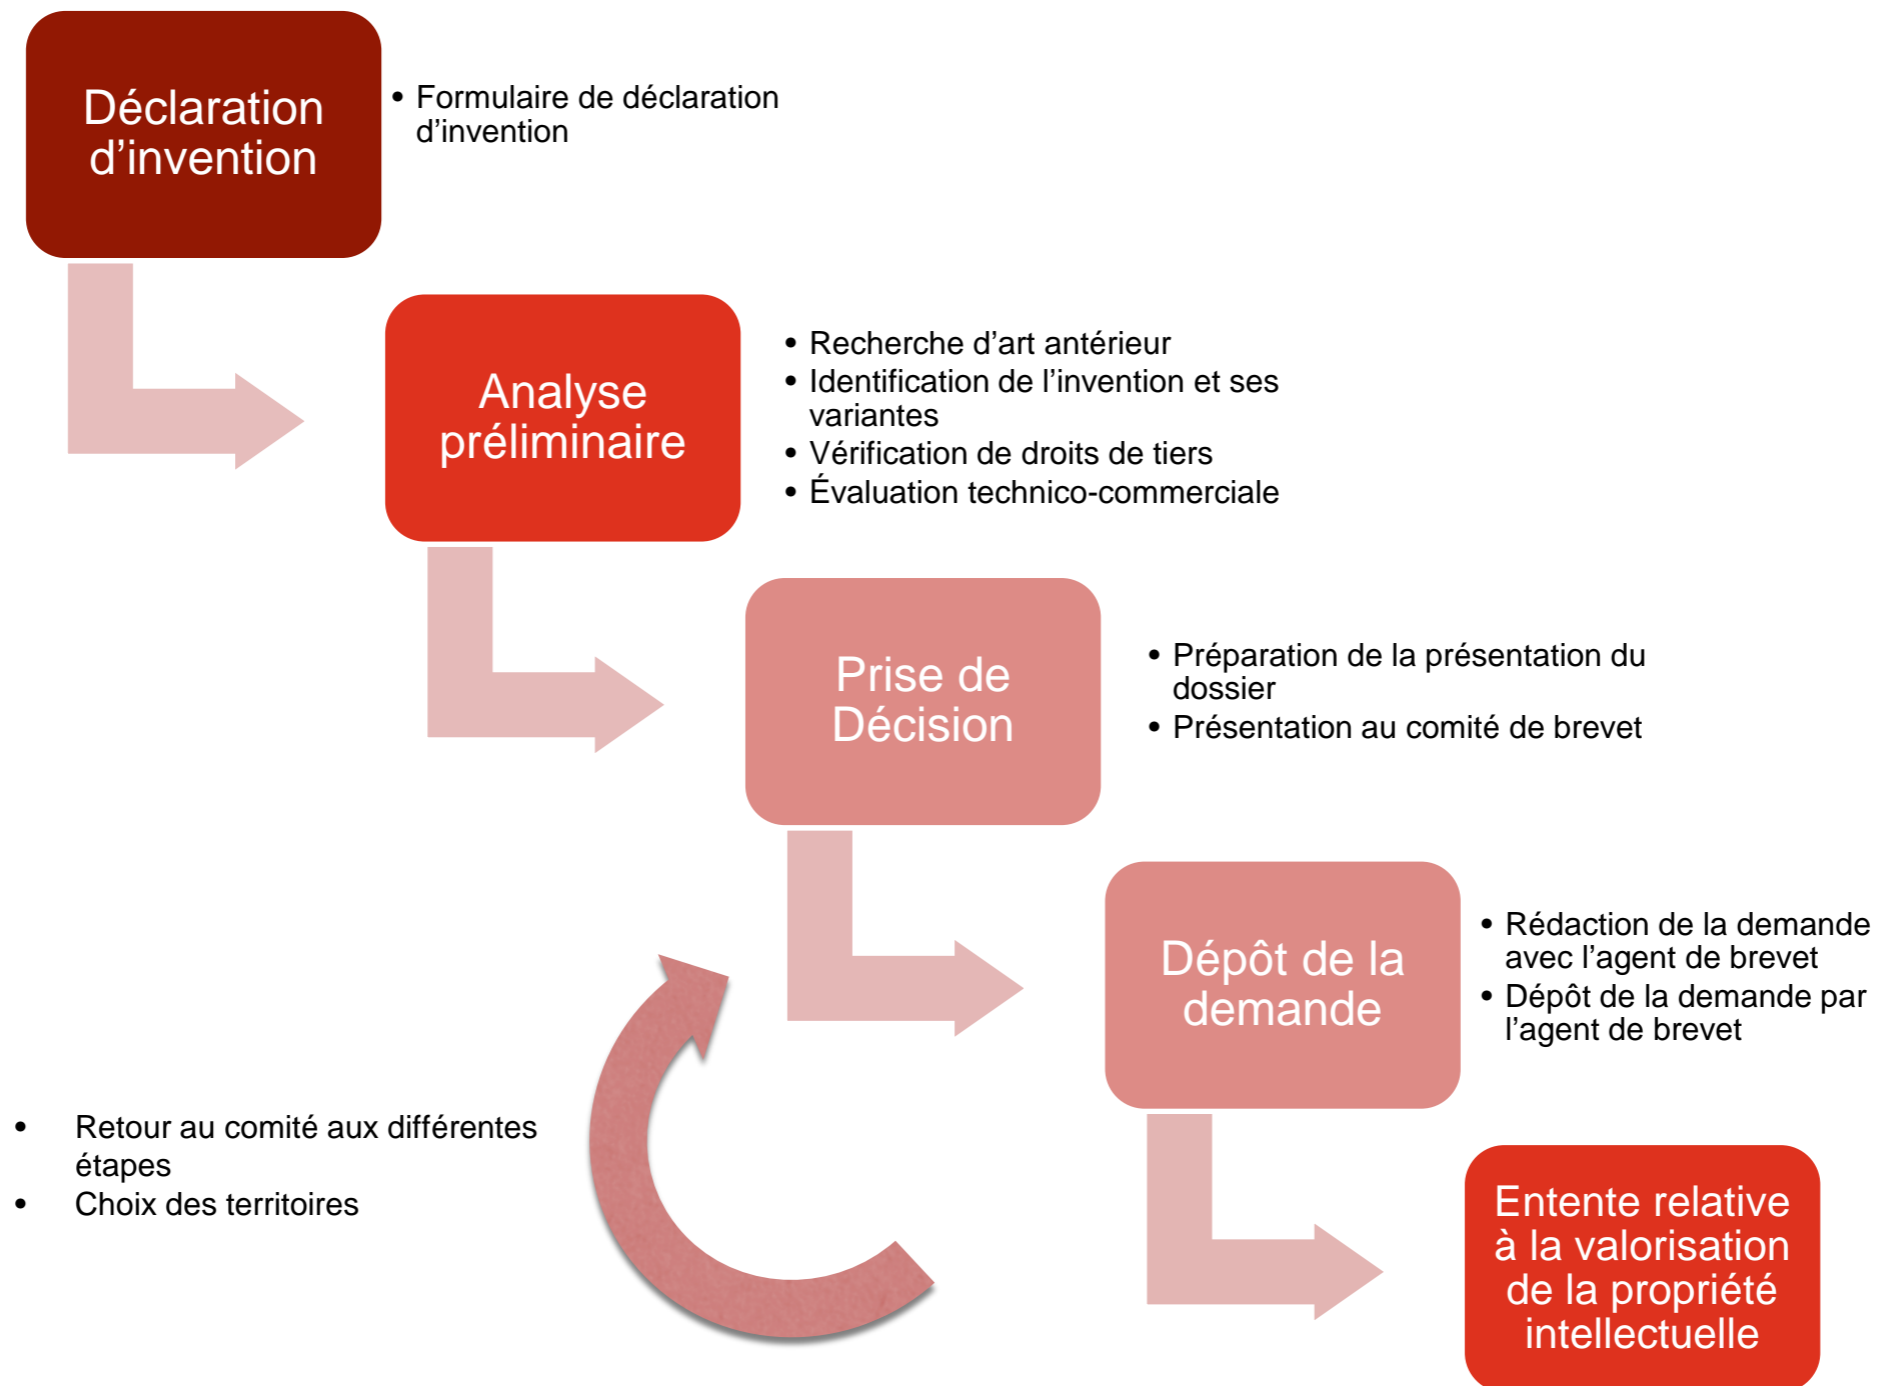 Déclaration
d’invention
• Formulaire de déclaration
d’invention
Analyse
préliminaire
• Recherche d’art antérieur
• Identification de l’invention et ses
variantes
• Vérification de droits de tiers
• Évaluation technico-commerciale
Prise de
Décision
• Préparation de la présentation du
dossier
• Présentation au comité de brevet
Dépôt de la
demande
• Rédaction de la demande
avec l’agent de brevet
• Dépôt de la demande par
l’agent de brevet
• Retour au comité aux différentes
étapes
• Choix des territoires
Entente relative
à la valorisation
de la propriété
intellectuelle